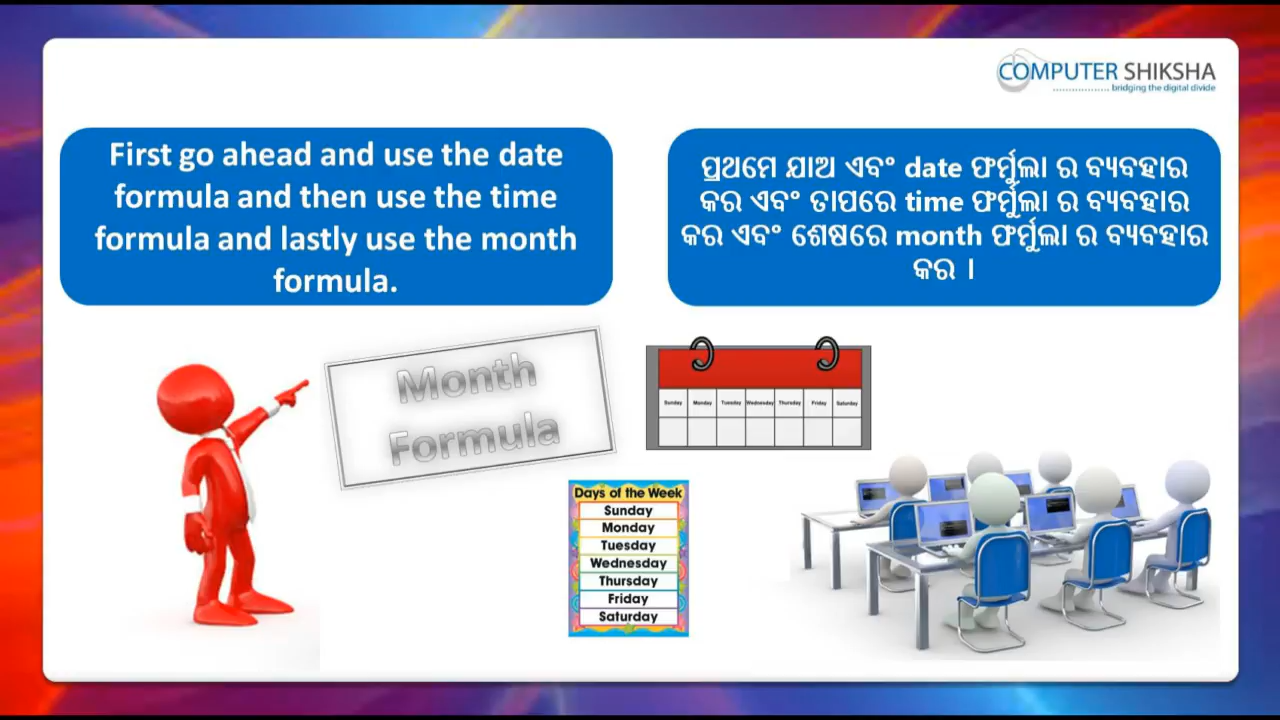 COMPUTER SHIKSHA
bridging the digital divide
First go ahead and use the date
formula and then use the time
formula and lastly use the month
formula.
ପ୍ରଥମେ ଯାଅ ଏବଂ date ଫର୍ମୁଲା ର ବ୍ୟବହାର
କର ଏବଂ ତାପରେ time ଫର୍ମୁଲା ର ବ୍ୟବହାର
କର ଏବଂ ଶେଷରେ month ଫର୍ମୁଲା ର ବ୍ୟବହାର
କର ।
Month
Formula
Sunday Monday Tuesday Wednesday Thursday Friday Saturday
Days of the Week
Sunday
Monday
Tuesday
Wednesday
Thursday
Friday
Saturday